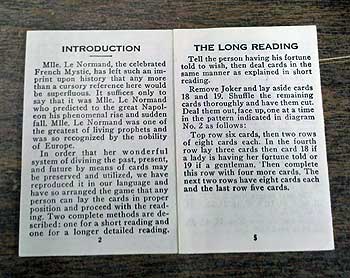 INTRODUCTION
Mlle. Le Normand, the celebrated
French Mystic, has left such an im-
print upon history that any more
than a cursory reference here would
be superfluous. It suffices only to
say that it was Mlle. Le Normand
who predicted to the great Napol-
eon his phenomenal rise and sudden
fall. Mlle. Le Normand was one of
the greatest of living prophets and
was so recognized by the nobility
of Europe.
In order that her wonderful
system of divining the past, present,
and future by means of cards may
be preserved and utilized, we have
reproduced it in our language and
have so arranged the game that any
person can lay the cards in proper
position and proceed with the read-
ing. Two complete methods are de-
scribed: one for a short reading and
one for a longer detailed reading.
2
THE LONG READING
Tell the person having his fortune
told to wish, then deal cards in the
same manner as explained in short
reading.
Remove Joker and lay aside cards
18 and 19. Shuffle the remaining
cards thoroughly and have them cut.
Deal them out, face up, one at a time
in the pattern indicated in diagram
No. 2 as follows:
Top row six cards, then two rows
of eight cards each. In the fourth
row lay three cards then card 18 if
a lady is having her fortune told or
19 if a gentleman. Then complete
this row with four more cards. The
next two rows have eight cards each
and the last row five cards.
5